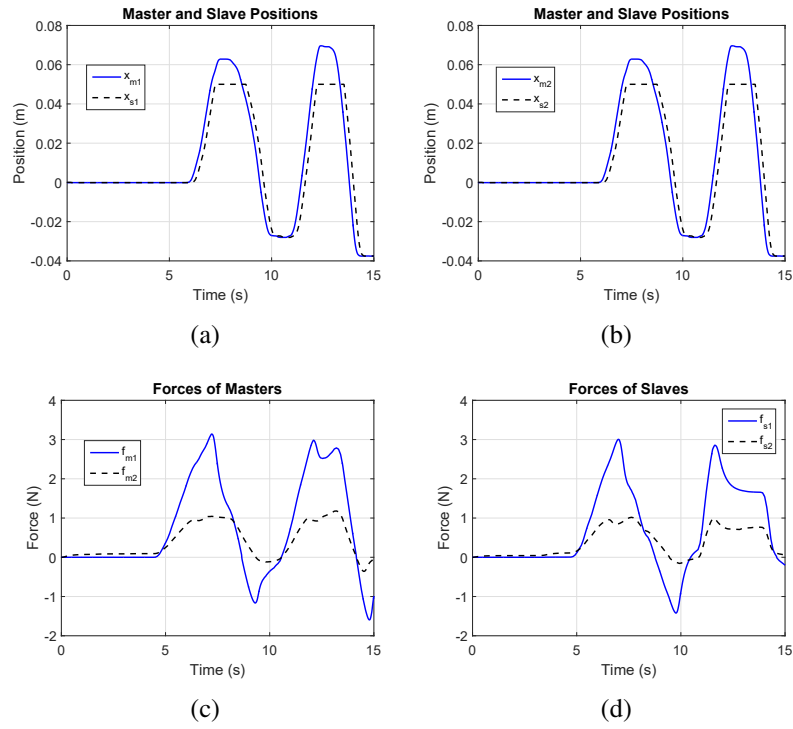 Master and Slave Positions
0.08
0.06
0.04
0.02
0
-0.02
-0.04
Position (m)
x_m1
x_s1
0
5
10
15
Time (s)
(a)
Master and Slave Positions
0.08
0.06
0.04
0.02
0
-0.02
-0.04
Position (m)
x_m2
x_s2
0
5
10
15
Time (s)
(b)
Forces of Masters
4
3
2
1
0
-1
-2
Force (N)
f_m1
f_m2
0
5
10
15
Time (s)
(c)
Forces of Slaves
4
3
2
1
0
-1
-2
Force (N)
f_s1
f_s2
0
5
10
15
Time (s)
(d)